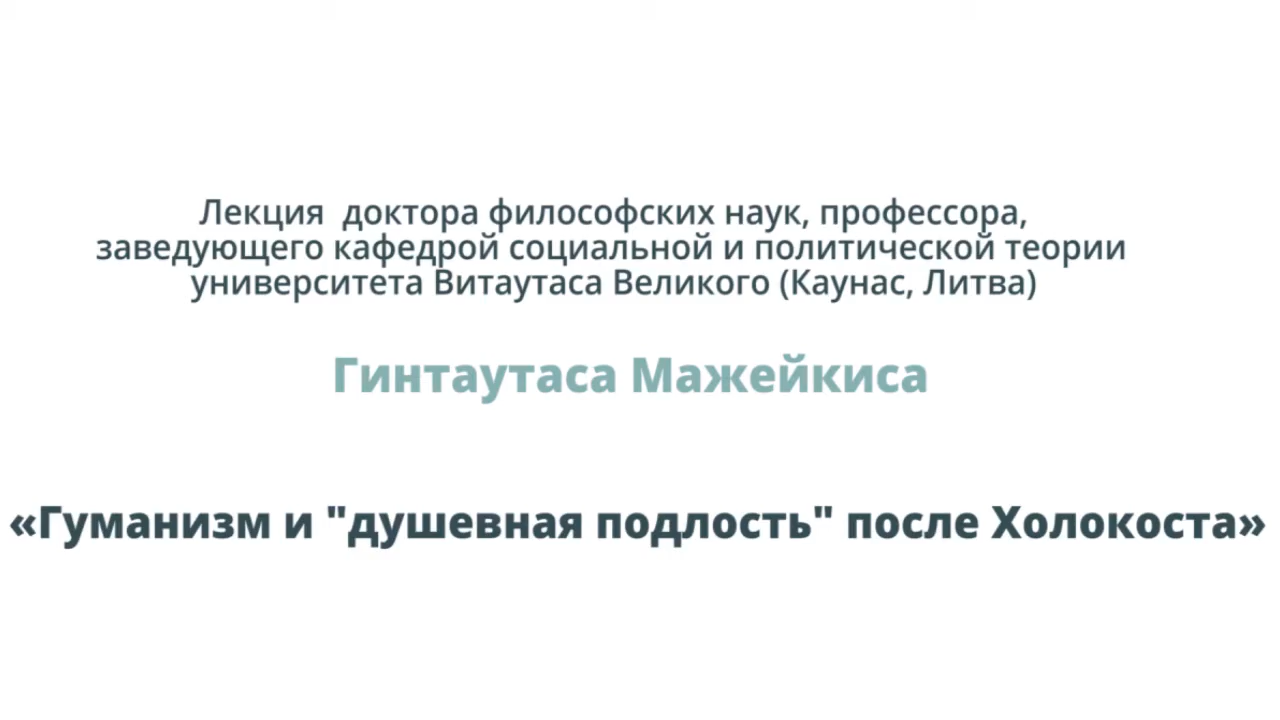 Лекция  доктора философских наук, профессора,
заведующего кафедрой социальной и политической теории
университета Витаутаса Великого (Каунас, Литва)
Гинтаутаса Мажейкиса
«Гуманизм и "душевная подлость" после Холокоста»